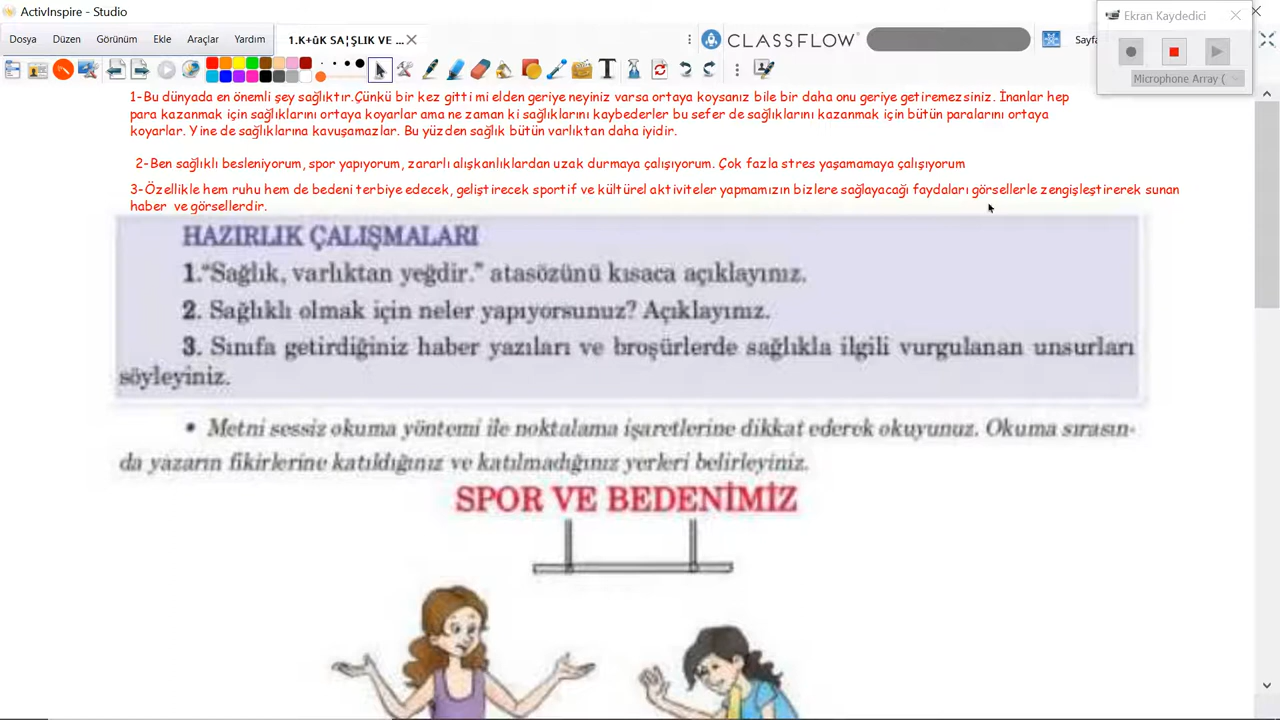 ActivInspire - Studio
Ekran Kaydedici
Dosya Düzen Görünüm Ekle Araçlar Yardım
1.K+ûK SA¦ŞLIK VE ...
CLASSFLOW
Sayfa
Microphone Array (
1-Bu dünyada en önemli şey sağlıktır.Çünkü bir kez gitti mi elden geriye neyiniz varsa ortaya koysanız bile bir daha onu geriye getiremezsiniz. İnanlar hep
para kazanmak için sağlıklarını ortaya koyarlar ama ne zaman ki sağlıklarını kaybederler bu sefer de sağlıklarını kazanmak için bütün paralarını ortaya
koyarlar. Yine de sağlıklarına kavuşamazlar. Bu yüzden sağlık bütün varlıktan daha iyidir.
2-Ben sağlıklı besleniyorum, spor yapıyorum, zararlı alışkanlıklardan uzak durmaya çalışıyorum. Çok fazla stres yaşamamaya çalışıyorum
3-Özellikle hem ruhu hem de bedeni terbiye edecek, geliştirecek sportif ve kültürel aktiviteler yapmamızın bizlere sağlayacağı faydaları görsellerle zengişleştirerek sunan
haber ve görsellerdir.
HAZIRLIK ÇALIŞMALARI
1."Sağlık, varlıktan yeğdir." atasözünü kısaca açıklayınız.
2. Sağlıklı olmak için neler yapıyorsunuz? Açıklayınız.
3. Sınıfa getirdiğiniz haber yazıları ve broşürlerde sağlıkla ilgili vurgulanan unsurları
söyleyiniz.
• Metni sessiz okuma yöntemi ile noktalama işaretlerine dikkat ederek okuyunuz. Okuma sırasın-
da yazarın fikirlerine katıldığınız ve katılmadığınız yerleri belirleyiniz.
SPOR VE BEDENİMİZ